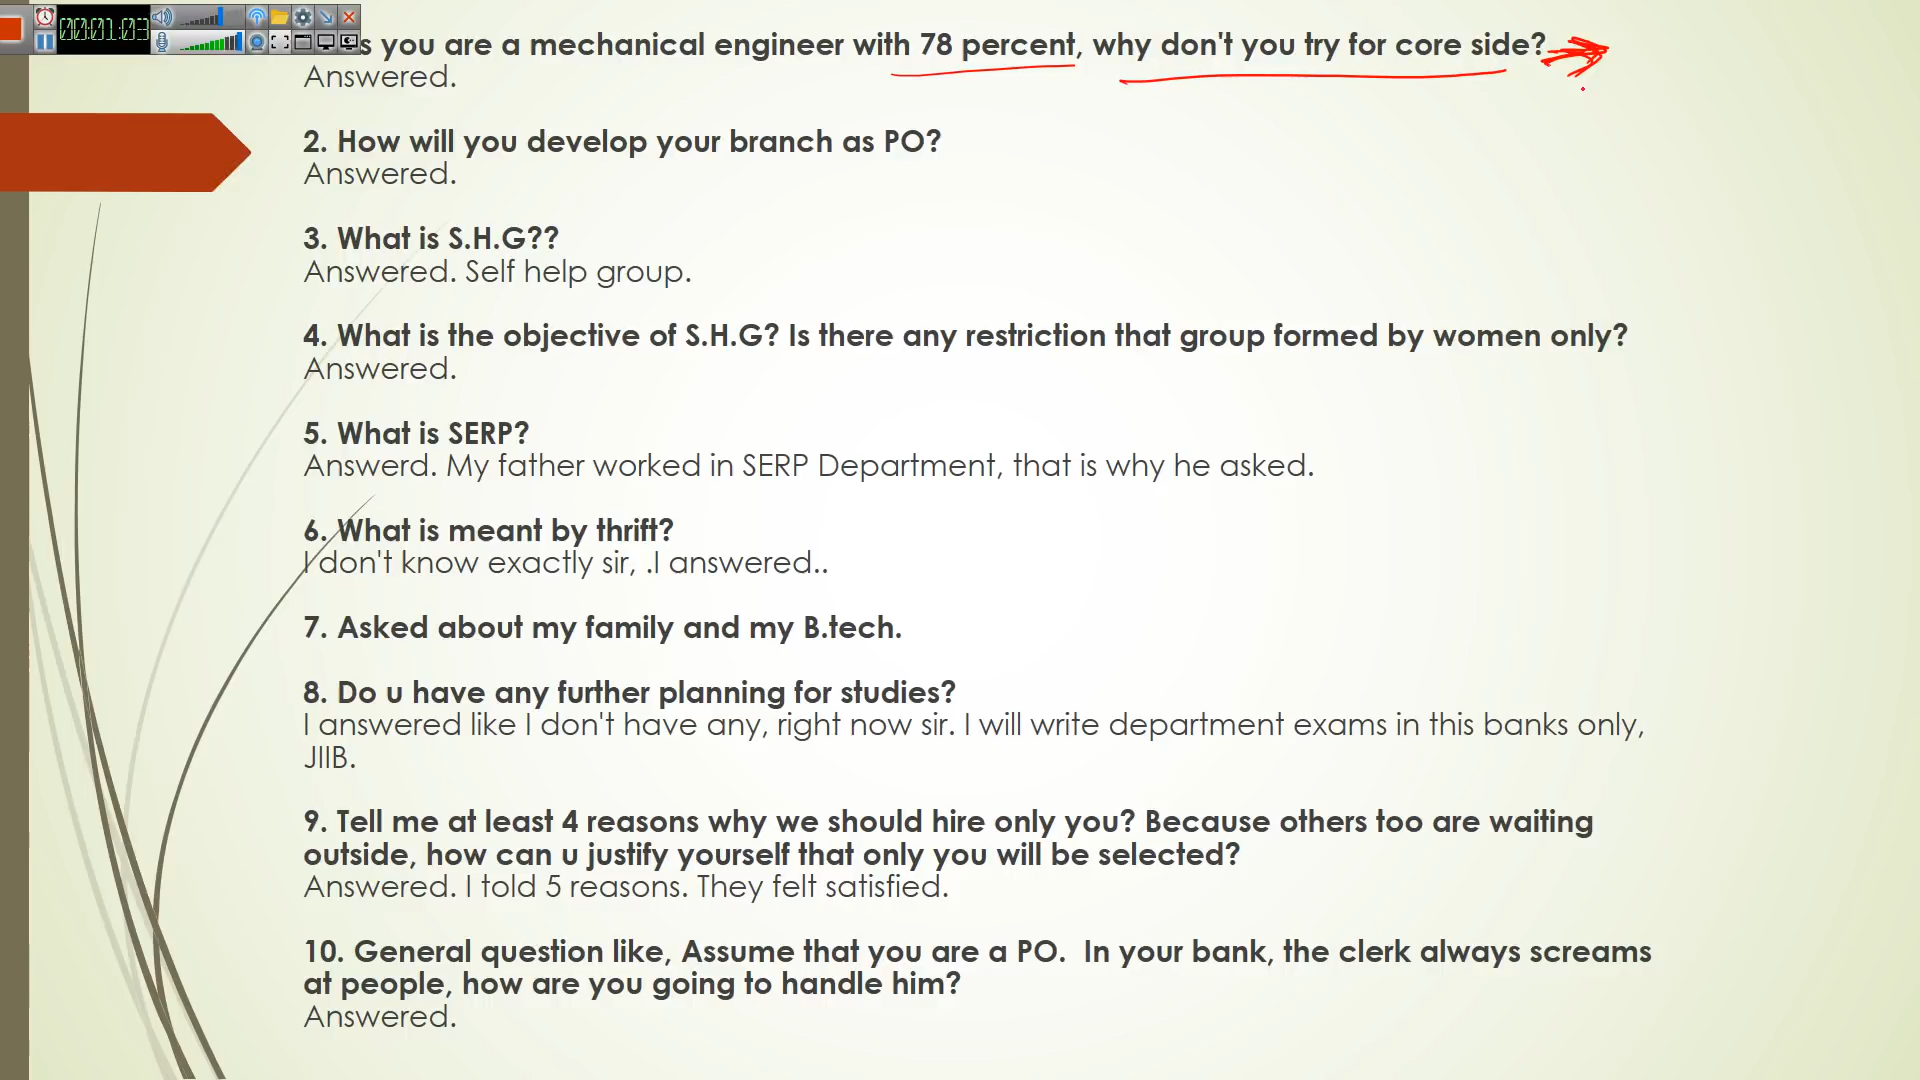 00:01:03
s you are a mechanical engineer with 78 percent, why don't you try for core side?
Answered.
2. How will you develop your branch as PO?
Answered.
3. What is S.H.G??
Answered. Self help group.
4. What is the objective of S.H.G? Is there any restriction that group formed by women only?
Answered.
5. What is SERP?
Answerd. My father worked in SERP Department, that is why he asked.
6. What is meant by thrift?
I don't know exactly sir, .I answered..
7. Asked about my family and my B.tech.
8. Do u have any further planning for studies?
I answered like I don't have any, right now sir. I will write department exams in this banks only,
JIIB.
9. Tell me at least 4 reasons why we should hire only you? Because others too are waiting
outside, how can u justify yourself that only you will be selected?
Answered. I told 5 reasons. They felt satisfied.
10. General question like, Assume that you are a PO.  In your bank, the clerk always screams
at people, how are you going to handle him?
Answered.